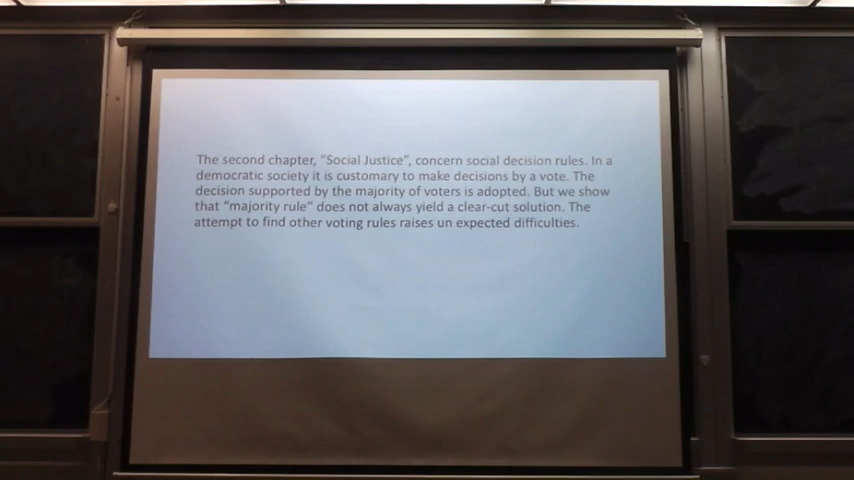 The second chapter, “Social Justice”, concern social decision rules. In a
democratic society it is customary to make decisions by a vote. The
decision supported by the majority of voters is adopted. But we show
that “majority rule” does not always yield a clear-cut solution. The
attempt to find other voting rules raises un expected difficulties.